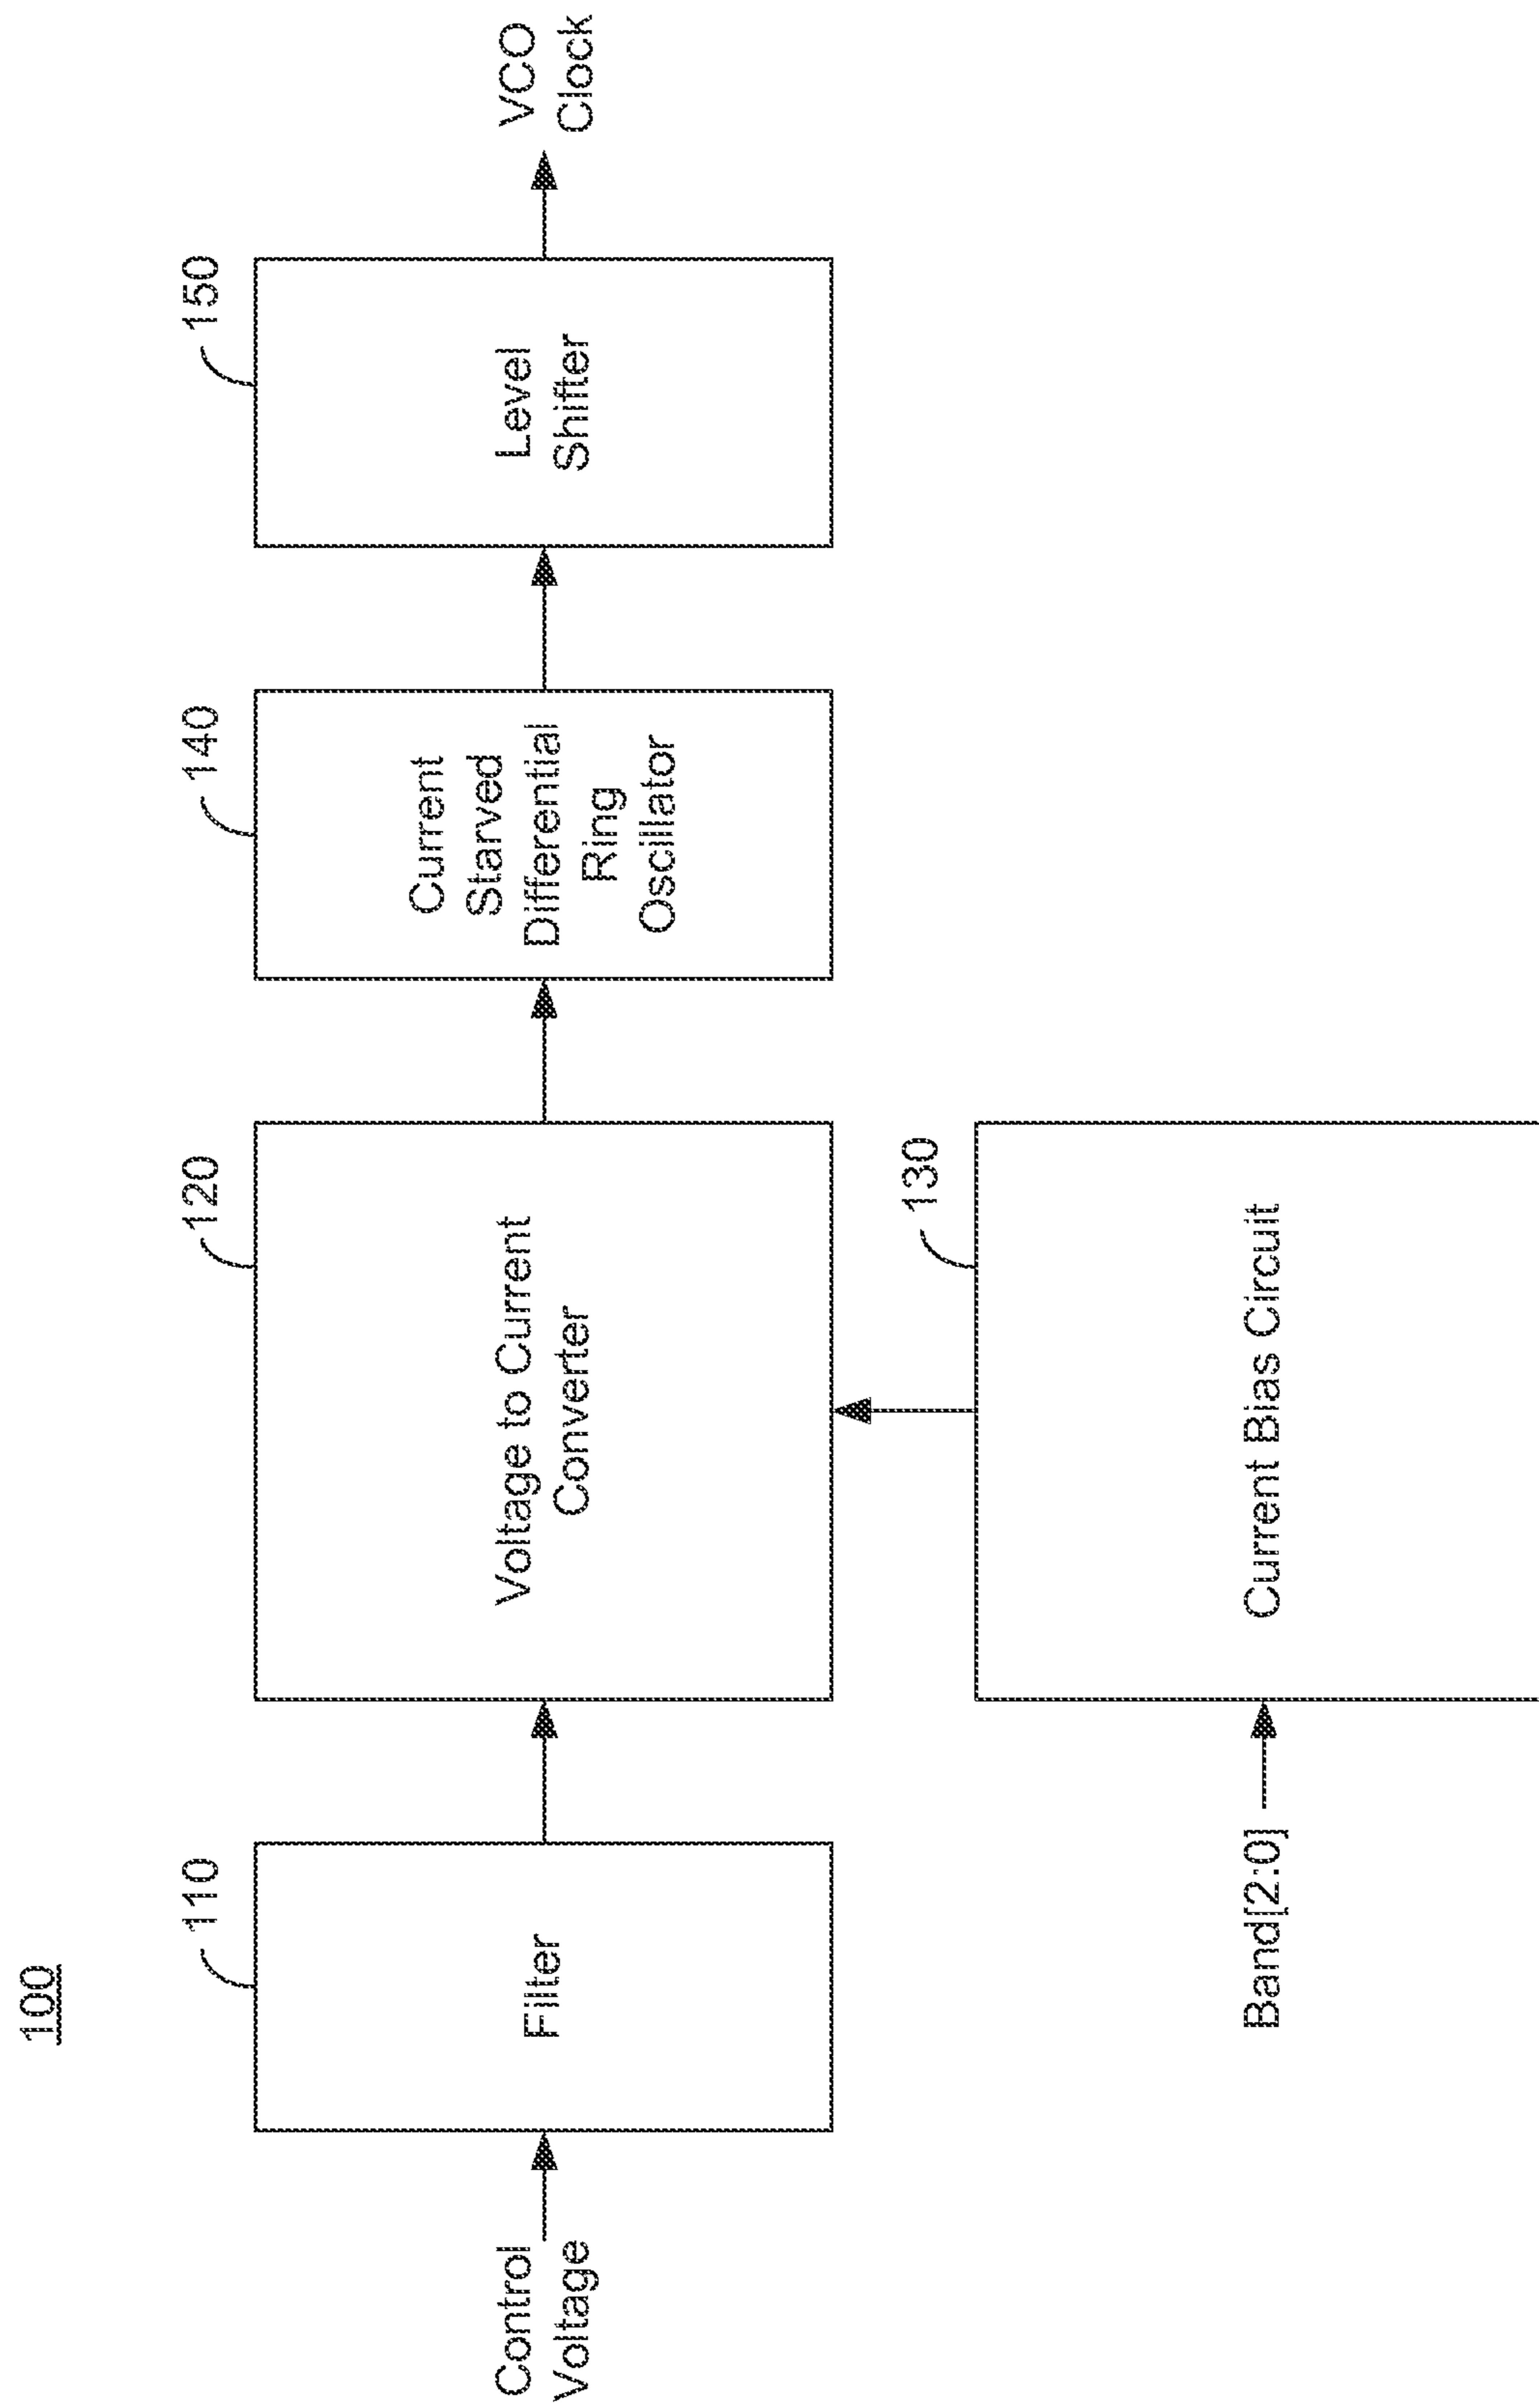 100
Control
Voltage
110
Filter
120
Voltage to Current
Converter
140
Current
Starved
Differential
Ring
Oscillator
150
Level
Shifter
VCO
Clock
Band[2:0]
130
Current Bias Circuit